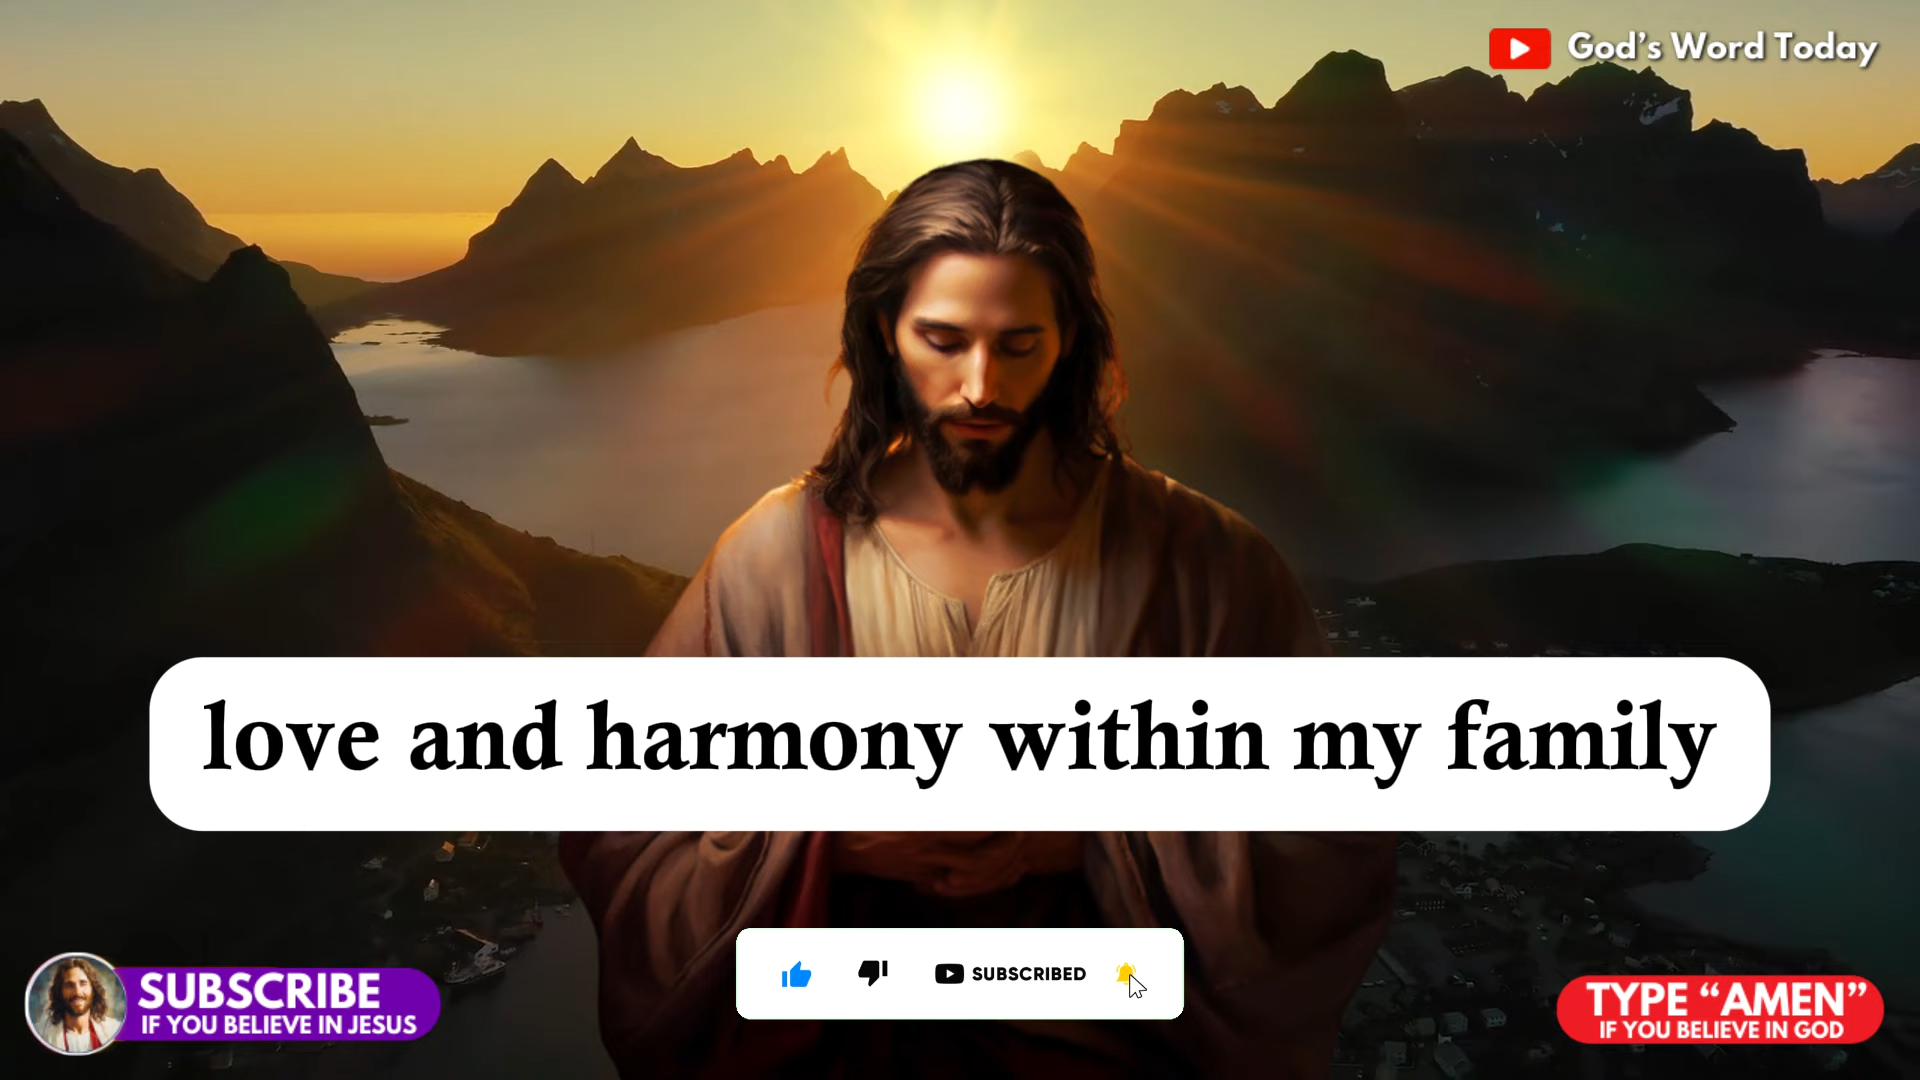 God’s Word Today
love and harmony within my family
SUBSCRIBED
SUBSCRIBE
IF YOU BELIEVE IN JESUS
TYPE “AMEN”
IF YOU BELIEVE IN GOD